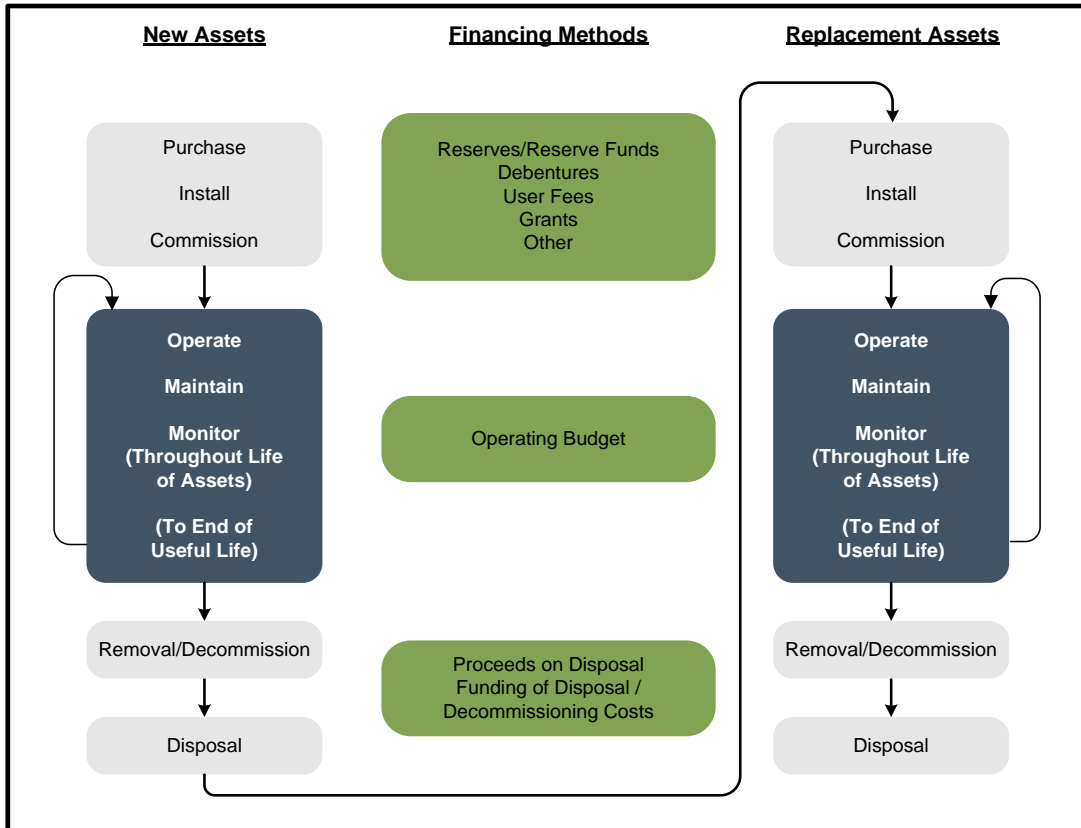 New Assets
Purchase
Install
Commission
Operate
Maintain
Monitor
(Throughout Life
of Assets)
(To End of
Useful Life)
Removal/Decommission
Disposal
Financing Methods
Reserves/Reserve Funds
Debentures
User Fees
Grants
Other
Operating Budget
Proceeds on Disposal
Funding of Disposal /
Decommissioning Costs
Replacement Assets
Purchase
Install
Commission
Operate
Maintain
Monitor
(Throughout Life
of Assets)
(To End of
Useful Life)
Removal/Decommission
Disposal